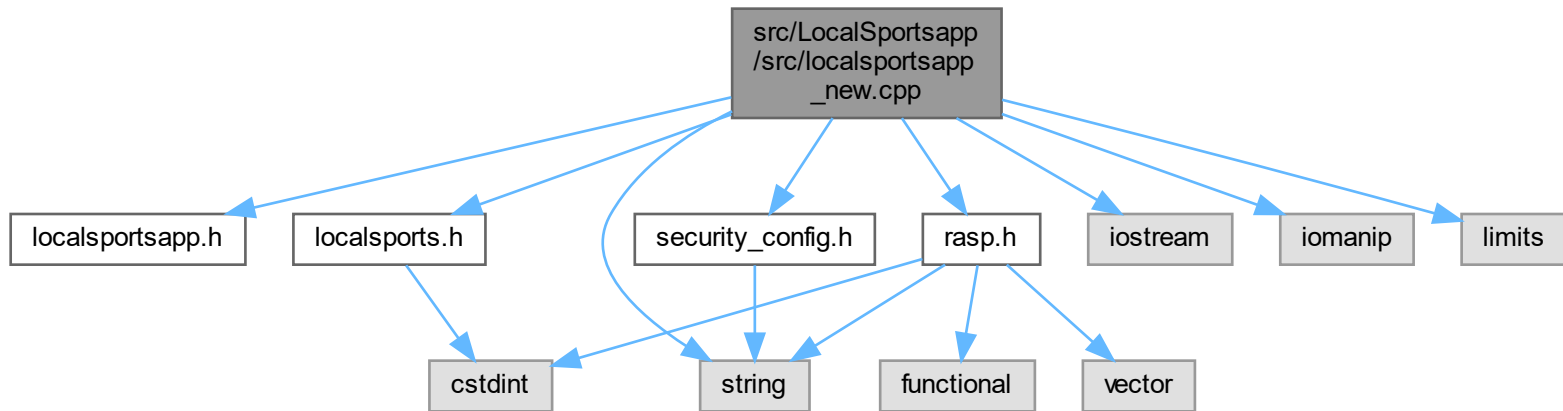 src/LocalSportsapp
/src/localsportsapp
_new.cpp
localsportsapp.h
localsports.h
security_config.h
rasp.h
iostream
iomanip
limits
cstdint
string
functional
vector